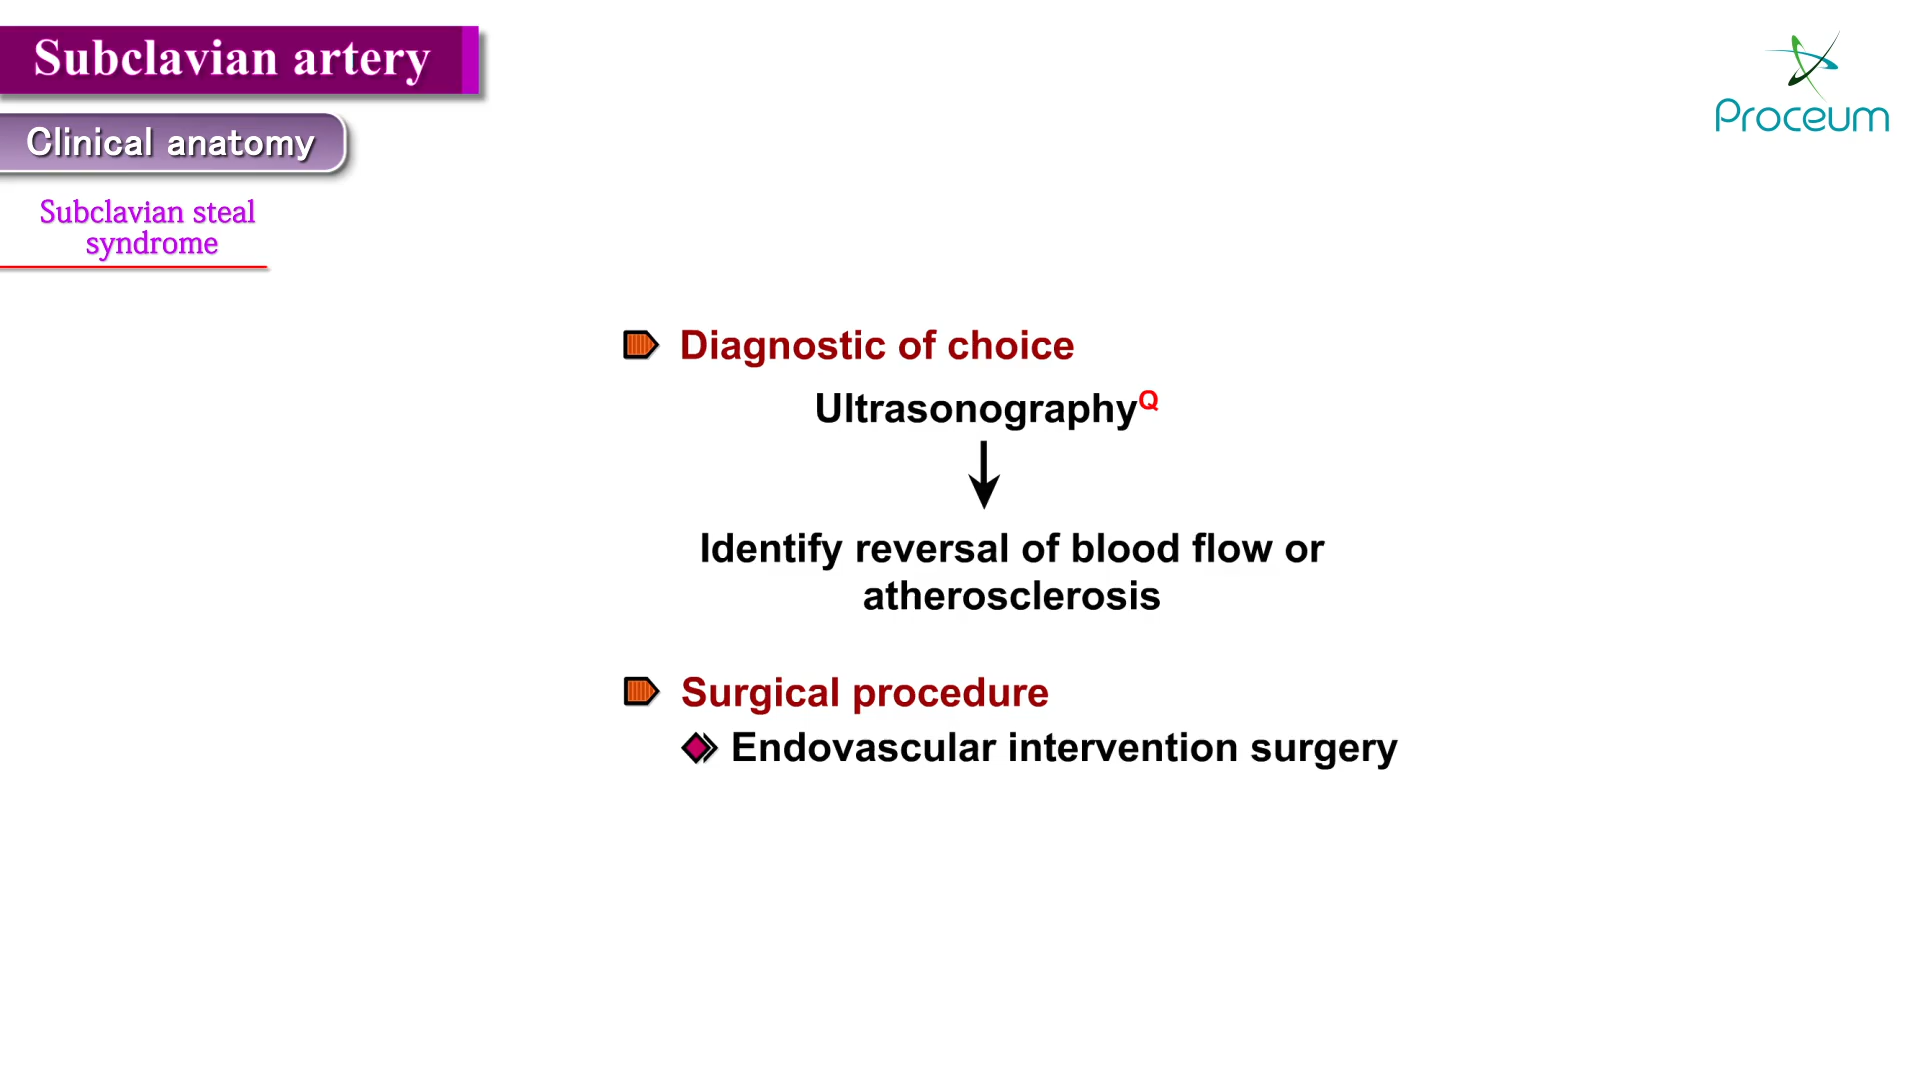 Subclavian artery
Proceum
Clinical anatomy
Subclavian steal
syndrome
Diagnostic of choice
UltrasonographyQ
Identify reversal of blood flow or
atherosclerosis
Surgical procedure
Endovascular intervention surgery